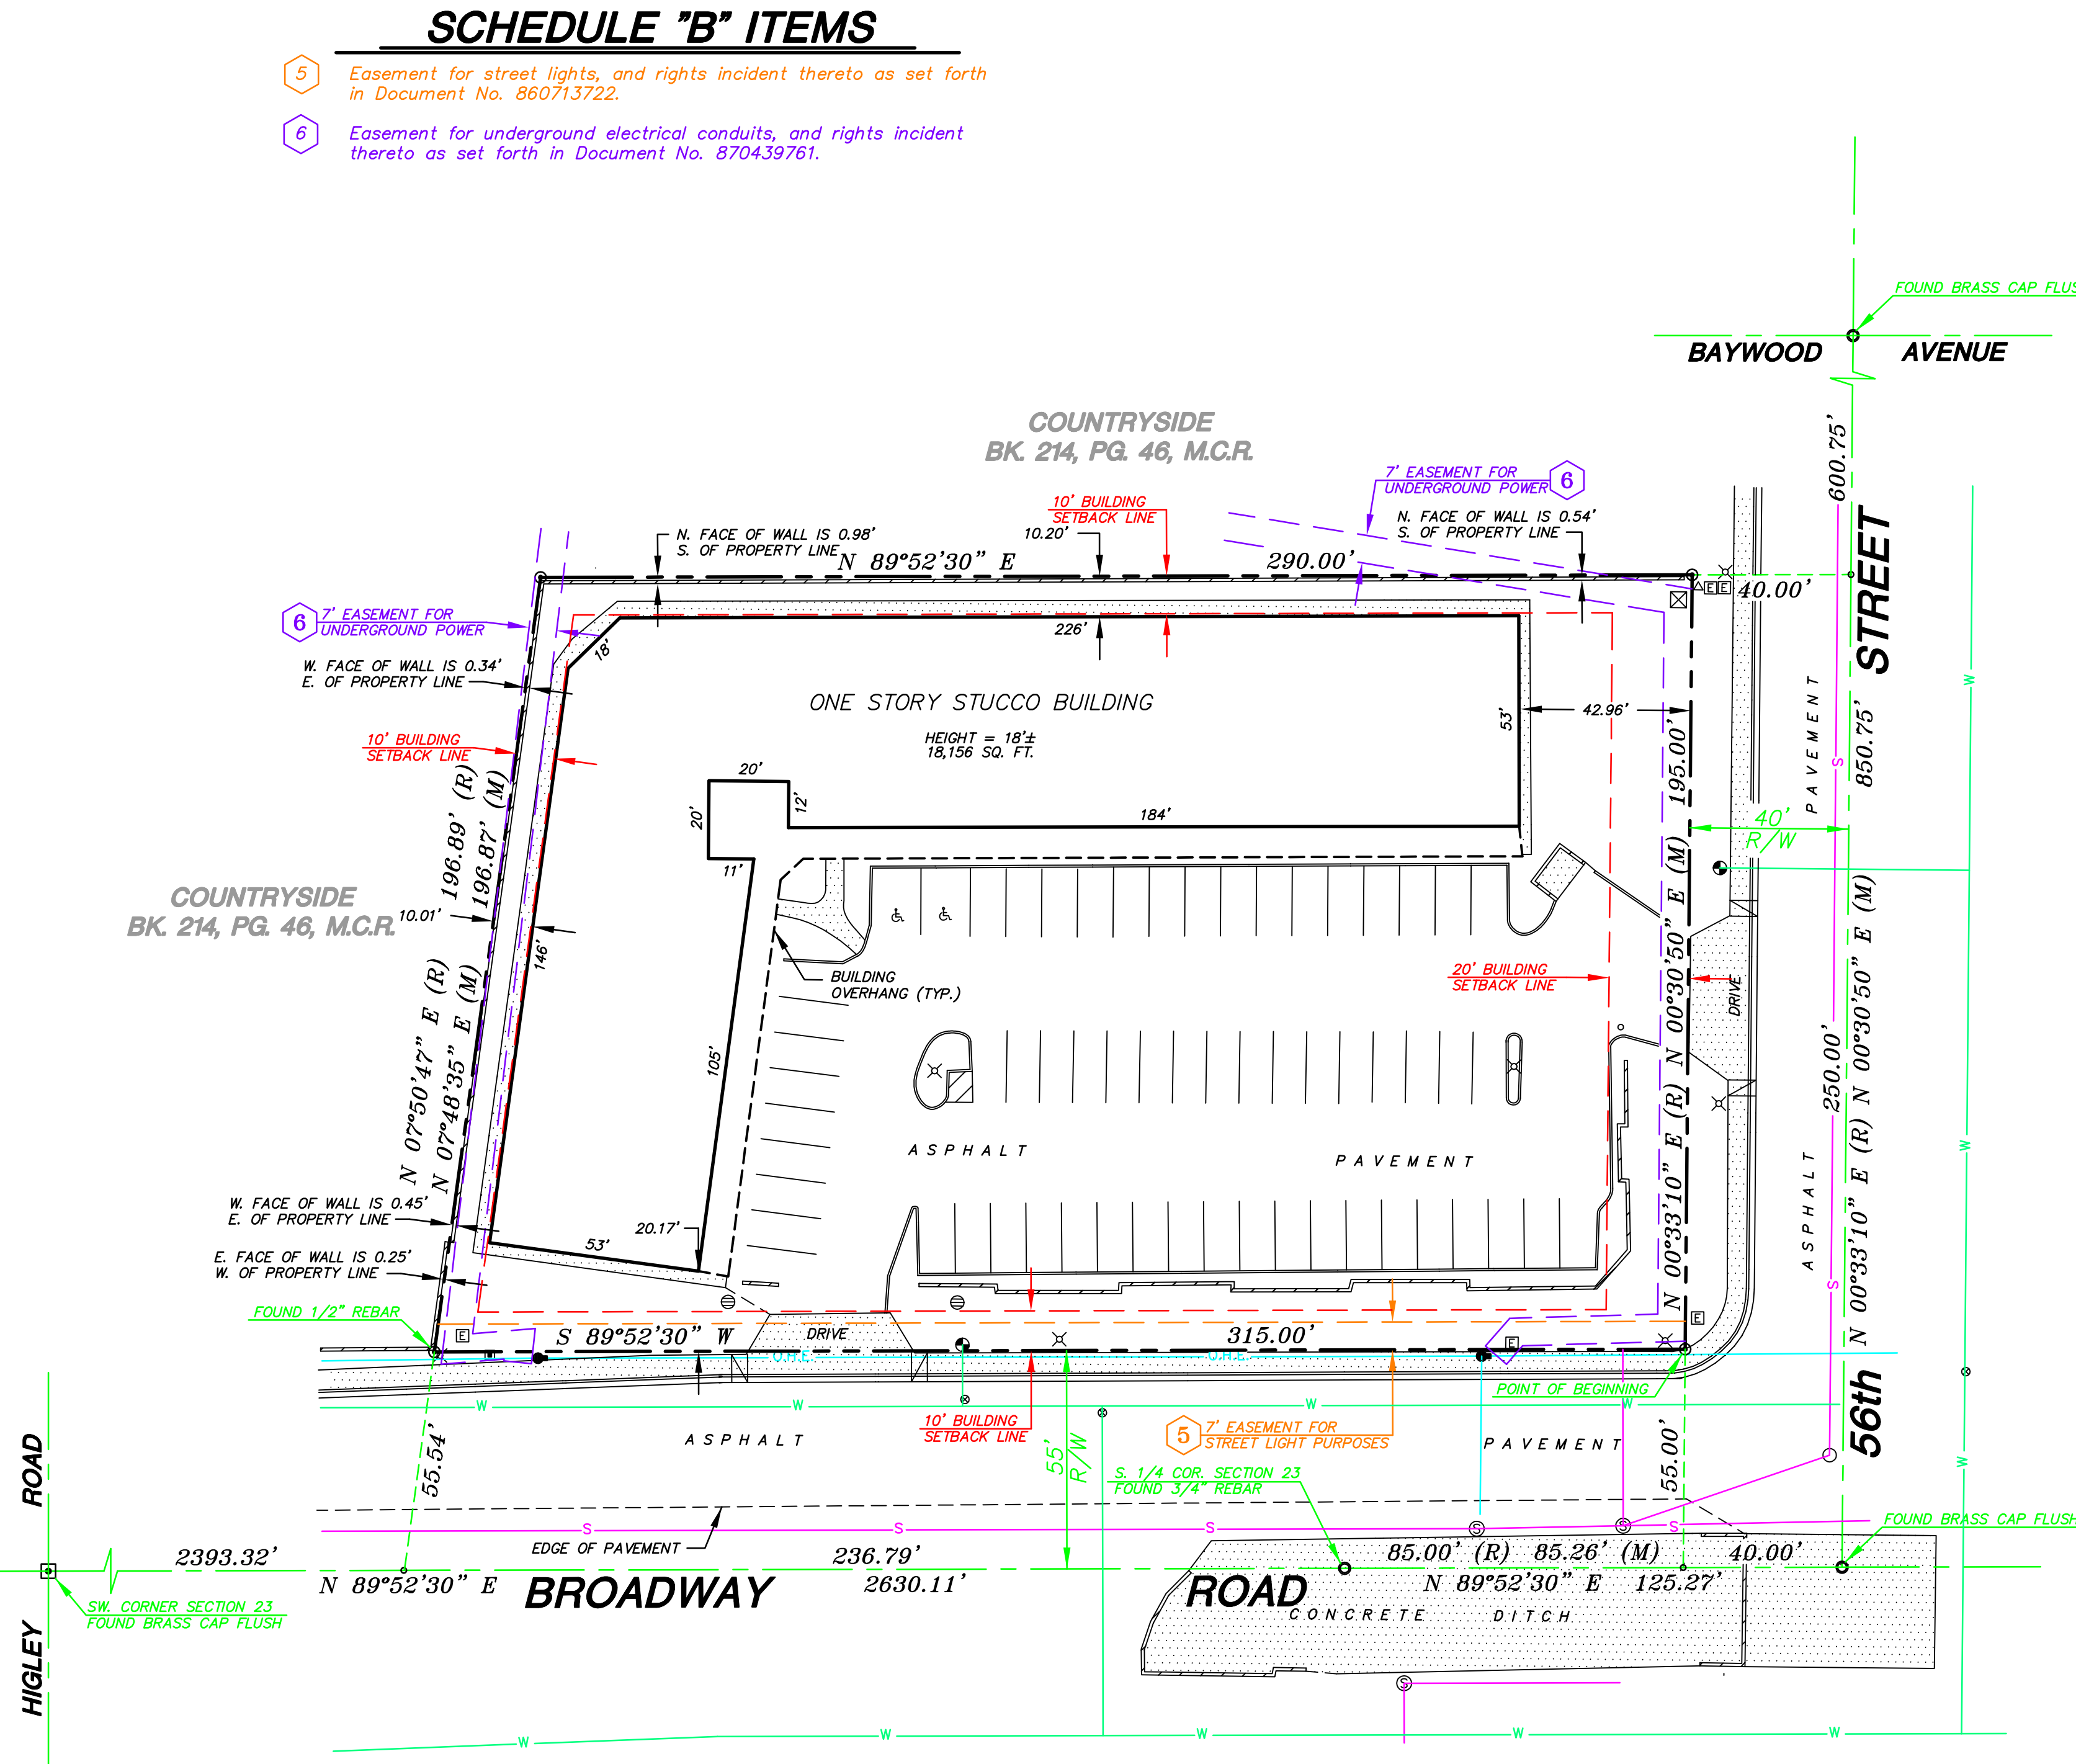 SCHEDULE "B" ITEMS
5
Easement for street lights, and rights incident thereto as set forth
in Document No. 860713722.
6
Easement for underground electrical conduits, and rights incident
thereto as set forth in Document No. 870439761.
FOUND BRASS CAP FLUS
BAYWOOD AVENUE
COUNTRYSIDE
BK. 214, PG. 46, M.C.R.
600.75'
7' EASEMENT FOR
UNDERGROUND POWER
6
10' BUILDING
SETBACK LINE
N. FACE OF WALL IS 0.98'
S. OF PROPERTY LINE
10.20'
N. FACE OF WALL IS 0.54'
S. OF PROPERTY LINE
N 89°52'30" E
290.00'
E
E
40.00'
STREET
6
7' EASEMENT FOR
UNDERGROUND POWER
18'
226'
W. FACE OF WALL IS 0.34'
E. OF PROPERTY LINE
ONE STORY STUCCO BUILDING
HEIGHT = 18'±
18,156 SQ. FT.
53'
42.96'
W
PAVEMENT
850.75'
195.00'
S
10' BUILDING
SETBACK LINE
20'
20'
12'
184'
11'
40'
R/W
196.89' (R)
196.87' (M)
COUNTRYSIDE
BK. 214, PG. 46, M.C.R.
10.01'
146'
BUILDING
OVERHANG (TYP.)
20' BUILDING
SETBACK LINE
DRIVE
N 07°50'47" E (R)
N 07°48'35" E (M)
105'
250.00'
N 00°33'10" E (R) N 00°30'50" E (M)
N 00°33'10" E (R) N 00°30'50" E (M)
W
ASPHALT
PAVEMENT
ASPHALT
S
W. FACE OF WALL IS 0.45'
E. OF PROPERTY LINE
53'
20.17'
E. FACE OF WALL IS 0.25'
W. OF PROPERTY LINE
FOUND 1/2" REBAR
E
S 89°52'30" W
DRIVE
315.00'
E
E
O.H.E.
O.H.E.
POINT OF BEGINNING
W
W
W
W
10' BUILDING
SETBACK LINE
5
7' EASEMENT FOR
STREET LIGHT PURPOSES
56th
ASPHALT
PAVEMENT
55.54'
55'
R/W
55.00'
W
S. 1/4 COR. SECTION 23
FOUND 3/4" REBAR
ROAD
S
S
S
S
S
S
FOUND BRASS CAP FLUSH
EDGE OF PAVEMENT
2393.32'
236.79'
85.00' (R) 85.26' (M)
40.00'
N 89°52'30" E
BROADWAY
2630.11'
ROAD
N 89°52'30" E
125.27'
SW. CORNER SECTION 23
FOUND BRASS CAP FLUSH
CONCRETE DITCH
HIGLEY
S
W
W
W
W
W